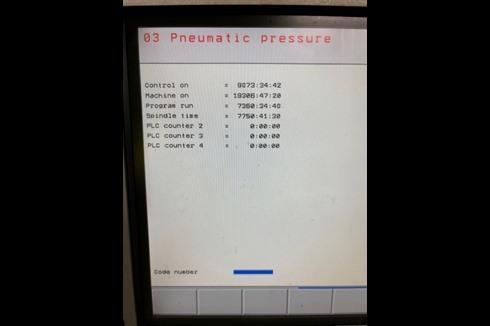 03 Pneumatic pressure
Control on = 9873:34:42
Machine on = 19306:47:20
Program run = 7360:34:40
Spindle time = 7750:41:30
PLC counter 2 = 0:00:00
PLC counter 3 = 0:00:00
PLC counter 4 = 0:00:00
Code number